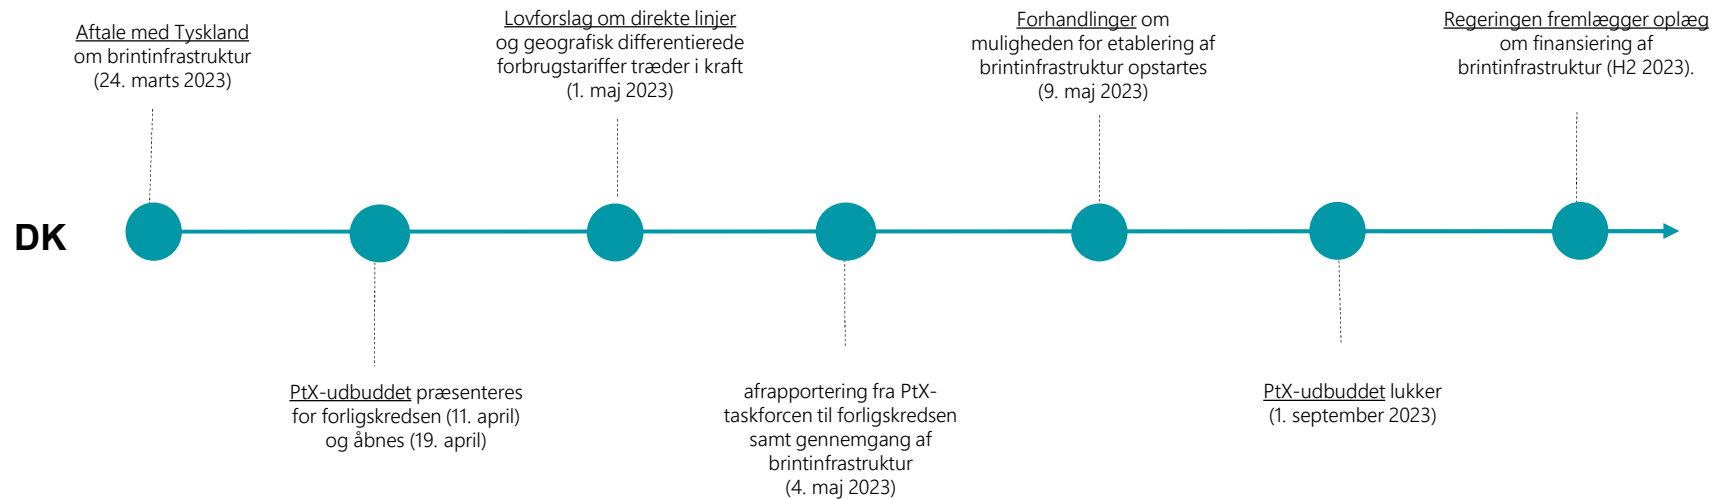 Aftale med Tyskland
om brintinfrastruktur
(24. marts 2023)
Lovforslag om direkte linjer
og geografisk differentierede
forbrugstariffer træder i kraft
(1. maj 2023)
Forhandlinger om
muligheden for etablering af
brintinfrastruktur opstartes
(9. maj 2023)
Regeringen fremlægger oplæg
om finansiering af
brintinfrastruktur (H2 2023).
DK
PtX-udbuddet præsenteres
for forligskredsen (11. april)
og åbnes (19. april)
afrapportering fra PtX-
taskforcen til forligskredsen
samt gennemgang af
brintinfrastruktur
(4. maj 2023)
PtX-udbuddet lukker
(1. september 2023)